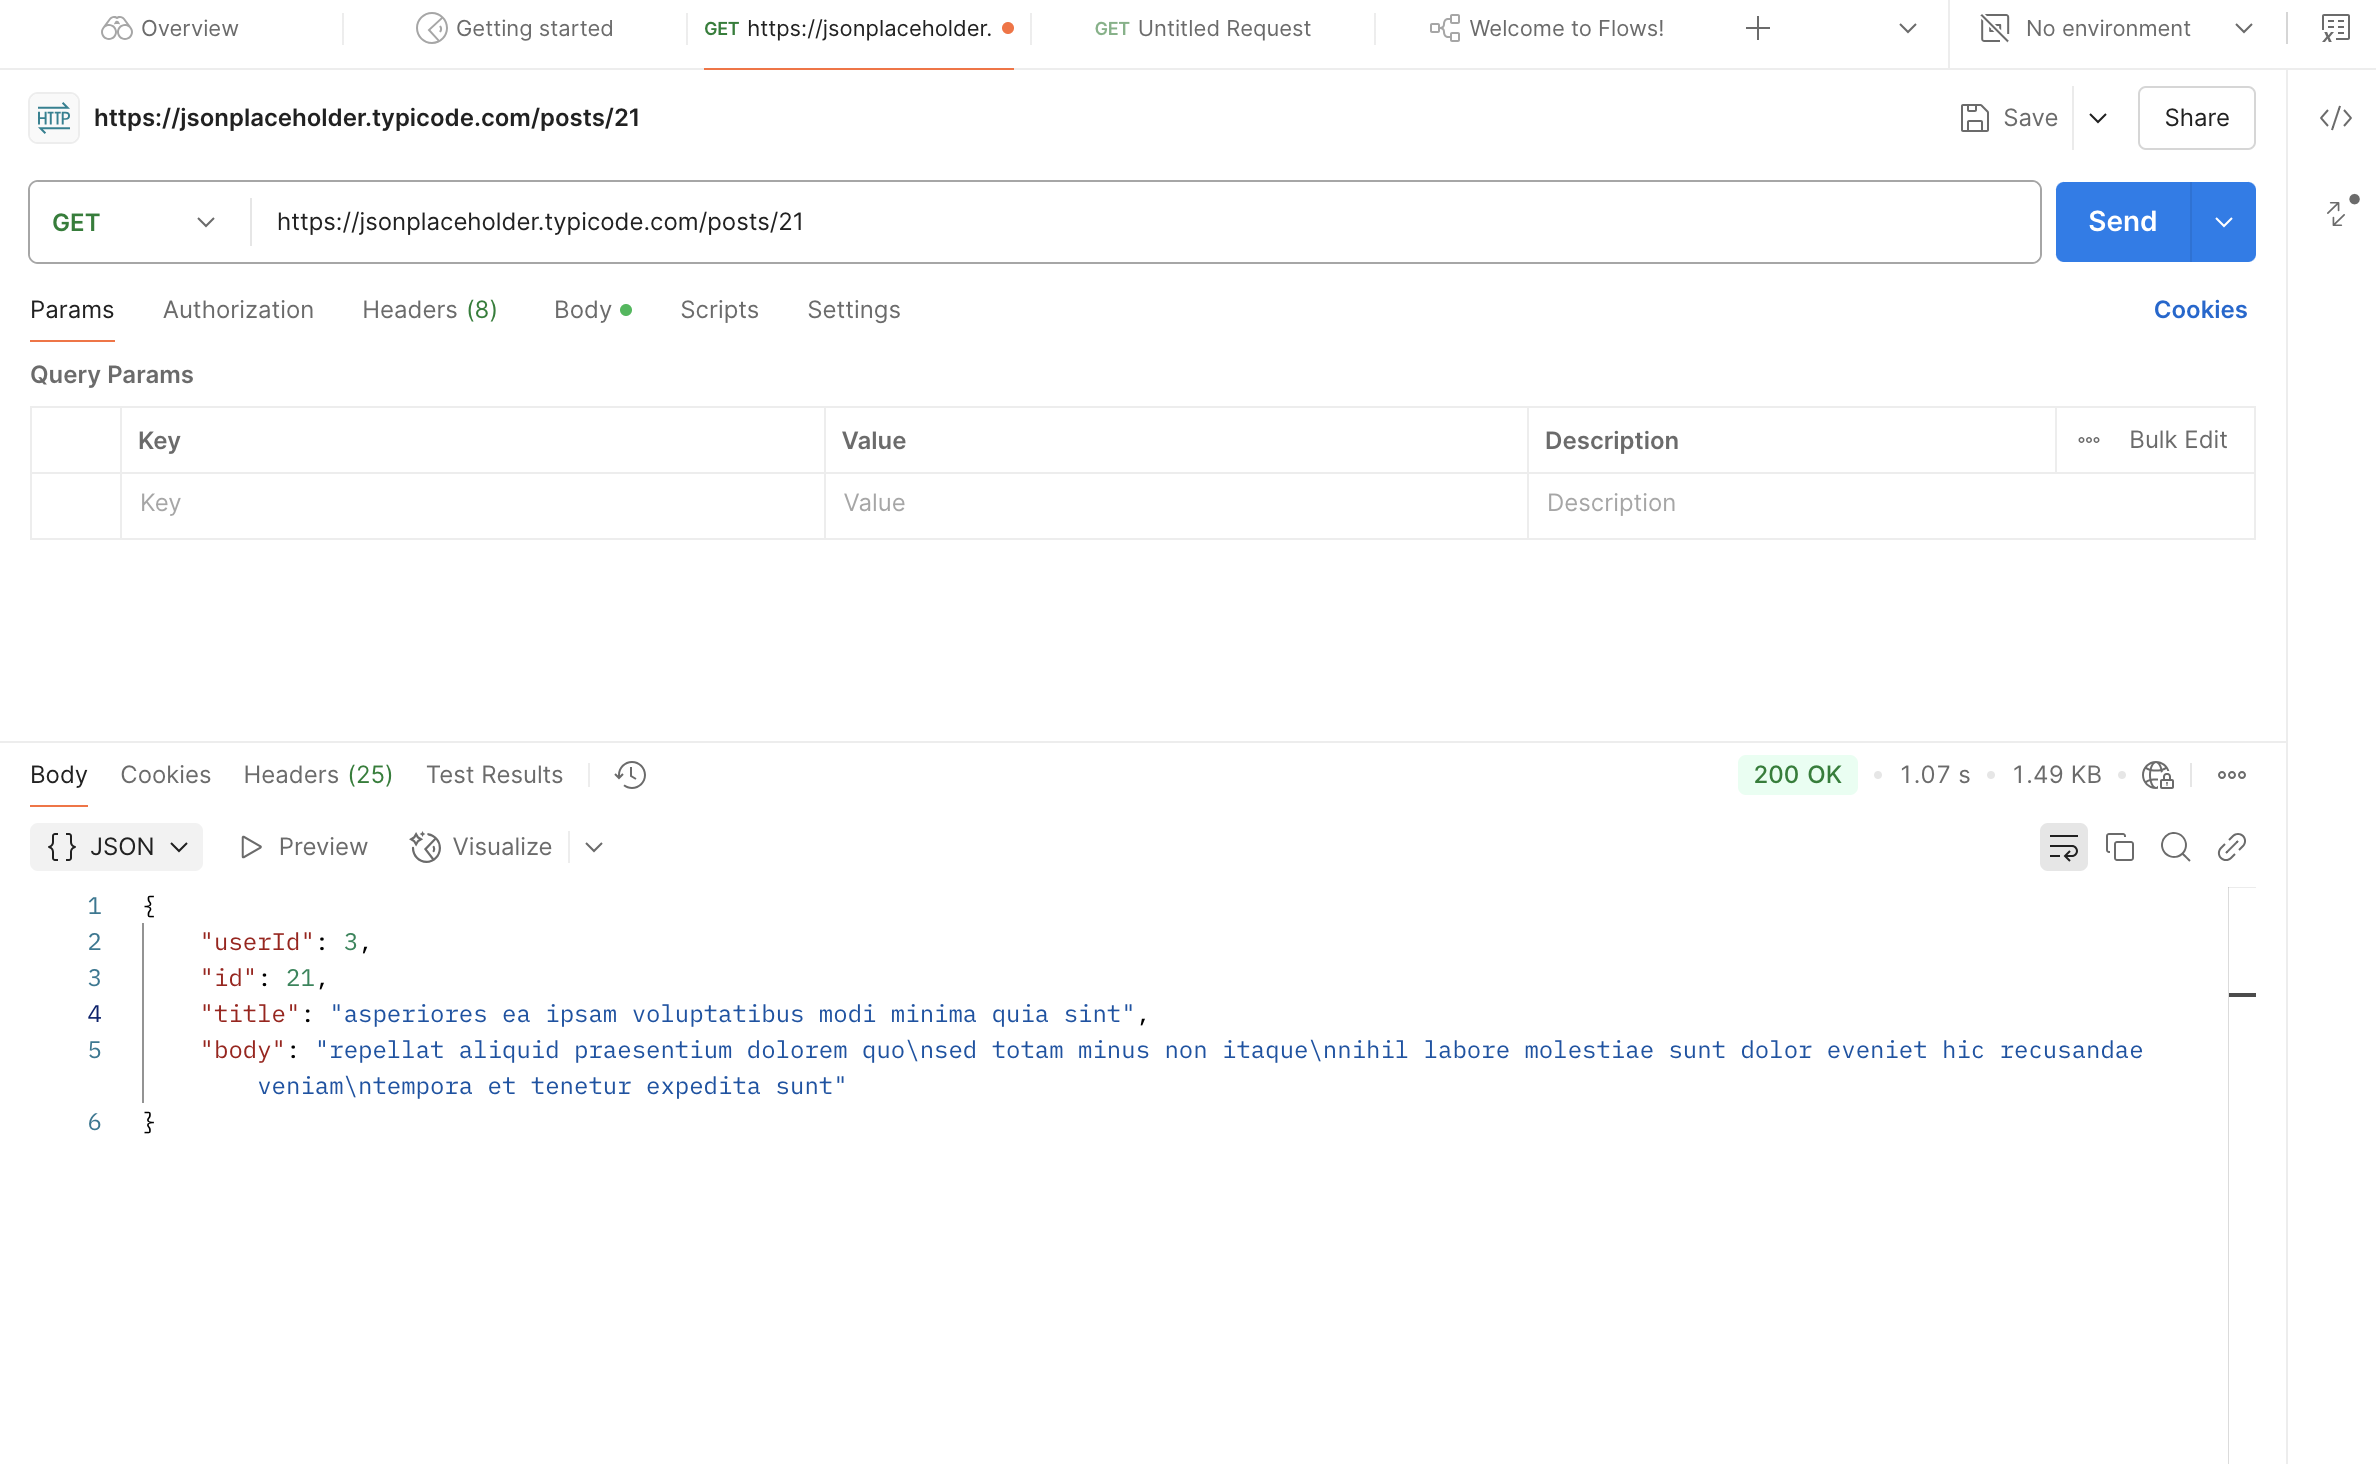 Overview
Getting started
GET https://jsonplaceholder.
GET Untitled Request
Welcome to Flows!
No environment
HTTP
https://jsonplaceholder.typicode.com/posts/21
Save
Share
GET
https://jsonplaceholder.typicode.com/posts/21
Send
Params
Authorization
Headers (8)
Body
Scripts
Settings
Cookies
Query Params
Key
Value
Description
Bulk Edit
Key
Value
Description
Body
Cookies
Headers (25)
Test Results
200 OK
1.07 s
1.49 KB
{} JSON
Preview
Visualize
1 {
2 "userId": 3,
3 "id": 21,
4 "title": "asperiores ea ipsam voluptatibus modi minima quia sint",
5 "body": "repellat aliquid praesentium dolorem quo\nsed totam minus non itaque\nnihil labore molestiae sunt dolor eveniet hic recusandae
veniam\ntempora et tenetur expedita sunt"
6 }